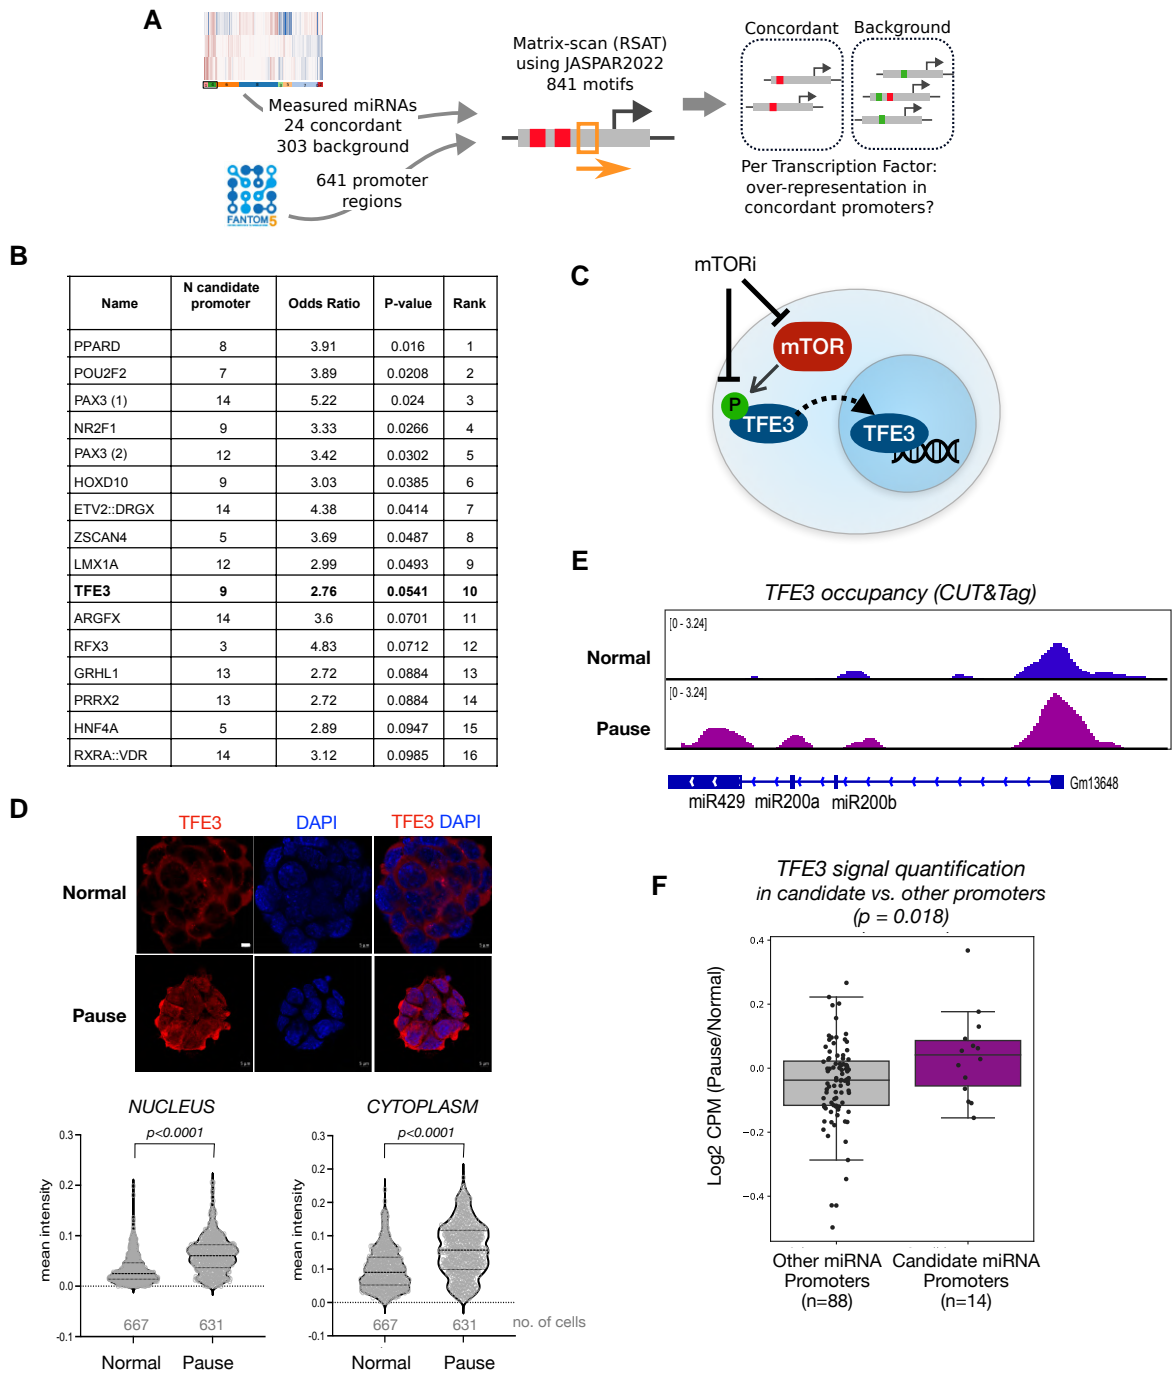 A
Measured miRNAs
24 concordant
303 background
FANTOM5
641 promoter
regions
Matrix-scan (RSAT)
using JASPAR2022
841 motifs
Concordant
Background
Per Transcription Factor:
over-representation in
concordant promoters?
B
Name N candidate promoter Odds Ratio P-value Rank
PPARD 8 3.91 0.016 1
POU2F2 7 3.89 0.0208 2
PAX3 (1) 14 5.22 0.024 3
NR2F1 9 3.33 0.0266 4
PAX3 (2) 12 3.42 0.0302 5
HOXD10 9 3.03 0.0385 6
ETV2::DRGX 14 4.38 0.0414 7
ZSCAN4 5 3.69 0.0487 8
LMX1A 12 2.99 0.0493 9
TFE3 9 2.76 0.0541 10
ARGFX 14 3.6 0.0701 11
RFX3 3 4.83 0.0712 12
GRHL1 13 2.72 0.0884 13
PRRX2 13 2.72 0.0884 14
HNF4A 5 2.89 0.0947 15
RXRA::VDR 14 3.12 0.0985 16
C
mTORi
mTOR
P
TFE3
TFE3
D
TFE3 DAPI TFE3 DAPI
Normal
Pause
NUCLEUS
p<0.0001
mean intensity
0.3
0.2
0.1
0.0
-0.1
667 631
Normal Pause
CYTOPLASM
p<0.0001
mean intensity
0.3
0.2
0.2
0.1
0.1
0.0
-0.1
667 631 no. of cells
Normal Pause
E
TFE3 occupancy (CUT&Tag)
Normal
[0 - 3.24]
Pause
[0 - 3.24]
Gm13648
miR429 miR200a miR200b
F
TFE3 signal quantification
in candidate vs. other promoters
(p = 0.018)
Log2 CPM (Pause/Normal)
0.4
0.2
0.0
−0.2
−0.4
Other miRNA
Promoters
(n=88)
Candidate miRNA
Promoters
(n=14)